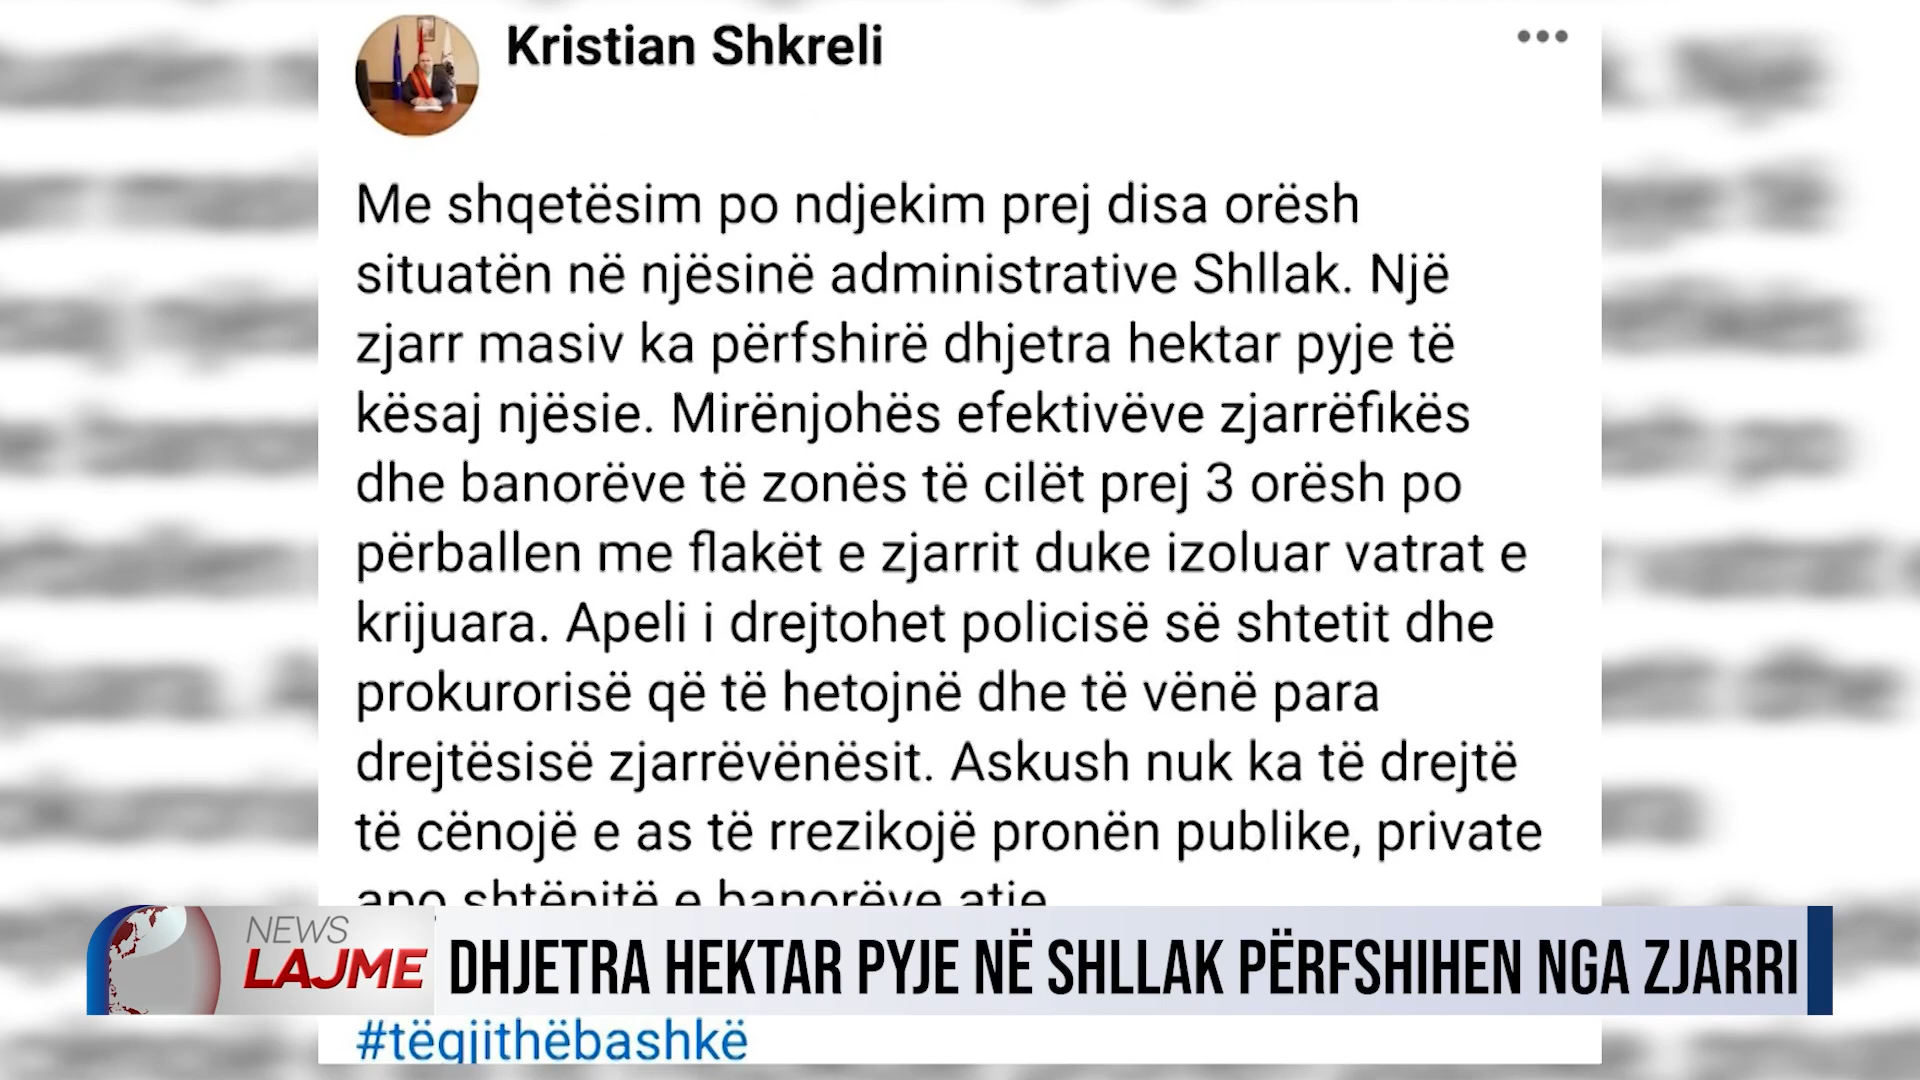 Kristian Shkreli
Me shqetësim po ndjekim prej disa orësh
situatën në njësinë administrative Shllak. Një
zjarr masiv ka përfshirë dhjetra hektar pyje të
kësaj njësie. Mirënjohës efektivëve zjarrëfikës
dhe banorëve të zonës të cilët prej 3 orësh po
përballen me flakët e zjarrit duke izoluar vatrat e
krijuara. Apeli i drejtohet policisë së shtetit dhe
prokurorisë që të hetojnë dhe të vënë para
drejtësisë zjarrëvënësit. Askush nuk ka të drejtë
të cënojë e as të rrezikojë pronën publike, private
apo shtëpitë e banorëve atje
NEWS
LAJME
DHJETRA HEKTAR PYJE NË SHLLAK PËRFSHIHEN NGA ZJARRI
#tëgjithëbashkë